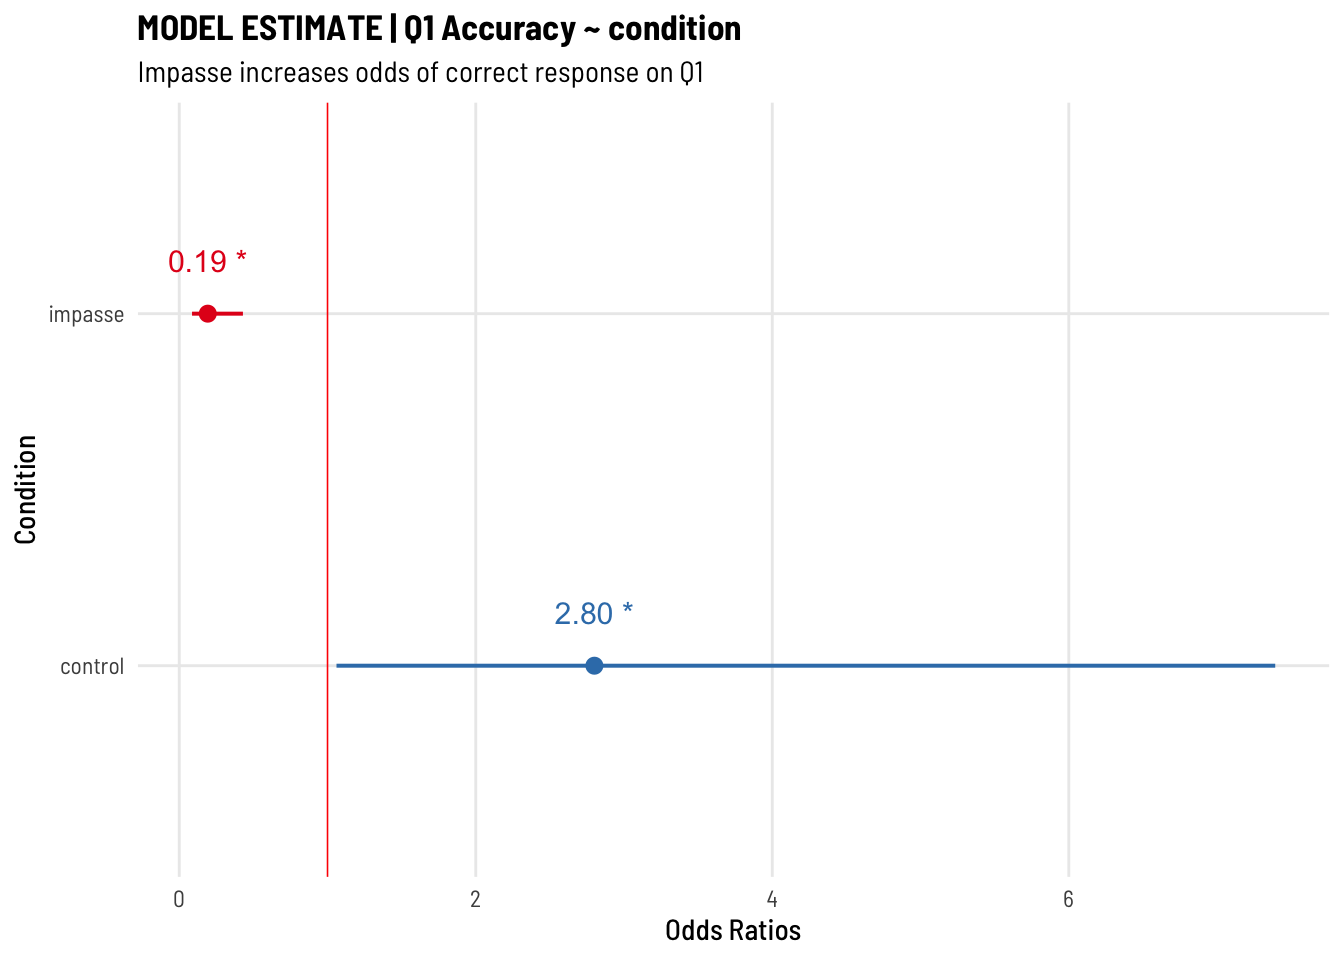 MODEL ESTIMATE | Q1 Accuracy ~ condition
Impasse increases odds of correct response on Q1
0.19 *
impasse
Condition
2.80 *
control
0 2 4 6
Odds Ratios